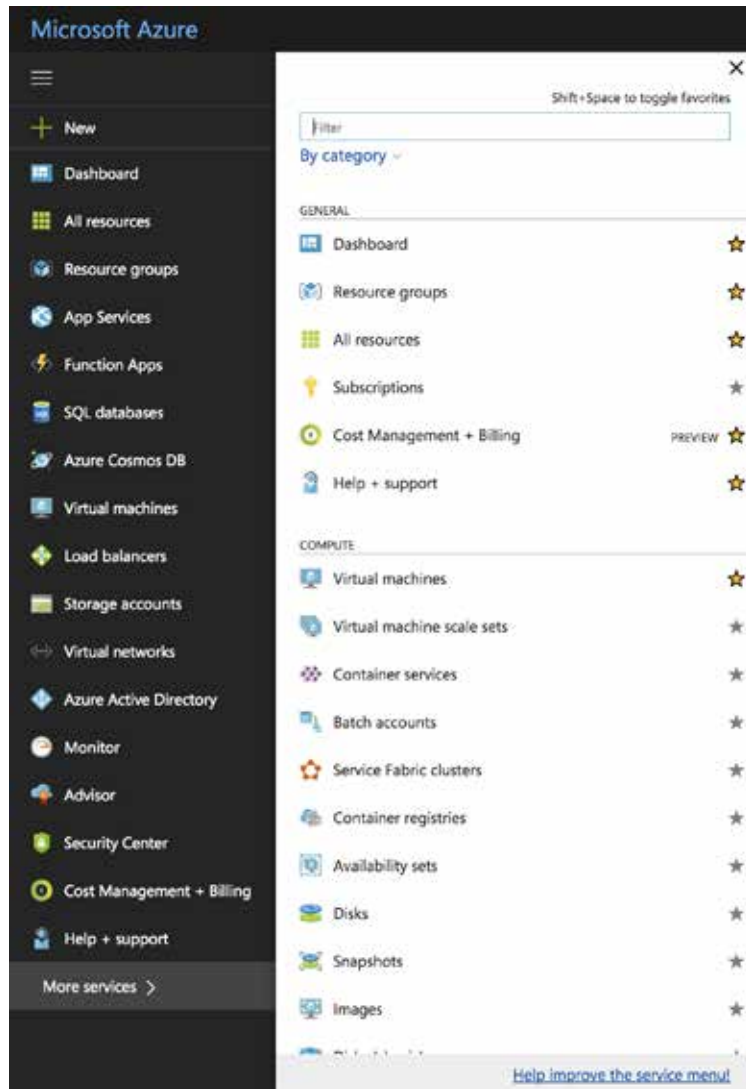 Microsoft Azure
New
Dashboard
All resources
Resource groups
App Services
Function Apps
SQL databases
Azure Cosmos DB
Virtual machines
Load balancers
Storage accounts
Virtual networks
Azure Active Directory
Monitor
Advisor
Security Center
Cost Management + Billing
Help + support
More services
Shift+Space to toggle favorites
Filter
By category
GENERAL
Dashboard
Resource groups
All resources
Subscriptions
Cost Management + Billing PREVIEW
Help + support
COMPUTE
Virtual machines
Virtual machine scale sets
Container services
Batch accounts
Service Fabric clusters
Container registries
Availability sets
Disks
Snapshots
Images
Help improve the service menu!